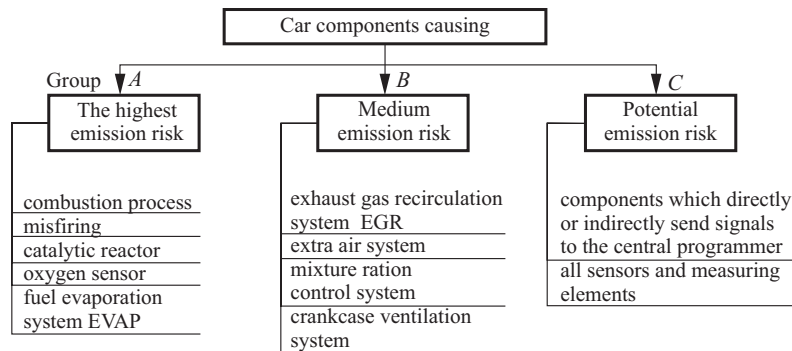 Car components causing
Group A
B
C
The highest
emission risk
Medium
emission risk
Potential
emission risk
combustion process
misfiring
catalytic reactor
oxygen sensor
fuel evaporation
system EVAP
exhaust gas recirculation
system EGR
extra air system
mixture ration
control system
crankcase ventilation
system
components which directly
or indirectly send signals
to the central programmer
all sensors and measuring
elements